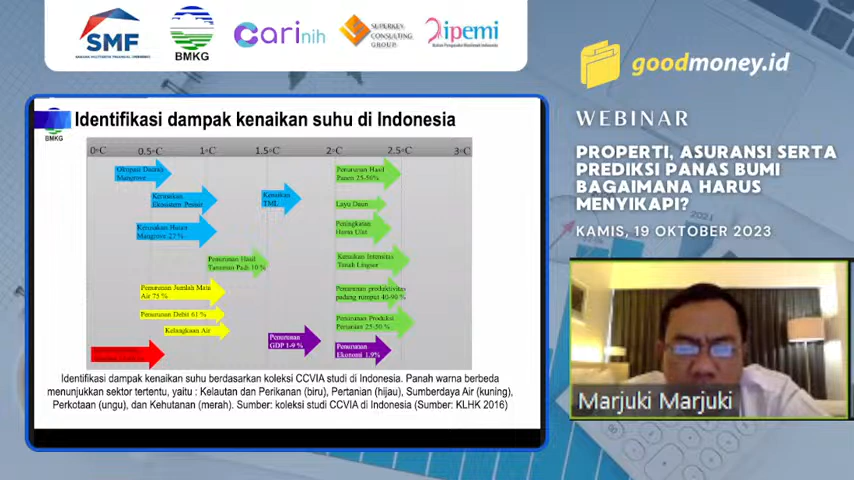 SMF
BMKG
carinih
SUPERKEY
CONSULTING
GROUP
Dipemi
goodmoney.id
WEBINAR
PROPERTI, ASURANSI SERTA
PREDIKSI PANAS BUMI
BAGAIMANA HARUS
MENYIKAPI?
KAMIS, 19 OKTOBER 2023
BMKG
Identifikasi dampak kenaikan suhu di Indonesia
0°C 0.5°C 1°C 1.5°C 2°C 2.5°C 3°C
Mangrove
Penurunan Hasil
Panen 25-50%
Kerusakan
Ekosistem Pesisir
Kenaikan
TML
Layu Daun
Kerusakan Hutan
Mangrove 27 %
Peningkatan
Hama Ulat
Penurunan Hasil
Tanaman Padi 10 %
Kenaikan Intensitas
Tanah Longsor
Penurunan Jumlah Mata
Air 75 %
Penurunan produktivitas
padang rumput 40-90 %
Penurunan Debit 61 %
Kelangkaan Air
Penurunan Produksi
Pertanian 25-50 %
Penurunan
GDP 1-9 %
Penurunan
Ekonomi 1.9%
Identifikasi dampak kenaikan suhu berdasarkan koleksi CCVIA studi di Indonesia. Panah warna berbeda
menunjukkan sektor tertentu, yaitu : Kelautan dan Perikanan (biru), Pertanian (hijau), Sumberdaya Air (kuning),
Perkotaan (ungu), dan Kehutanan (merah). Sumber: koleksi studi CCVIA di Indonesia (Sumber: KLHK 2016)
2021
Marjuki Marjuki